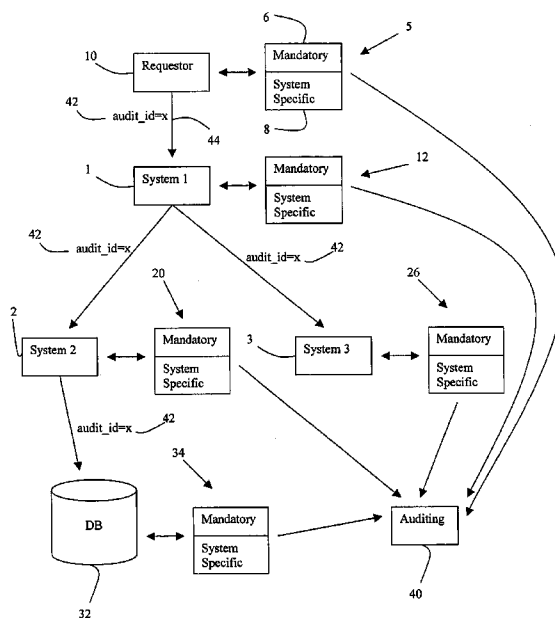 6
5
10
Requestor
Mandatory
System
Specific
42
audit_id=x
44
8
1
System 1
Mandatory
System
Specific
12
42
audit_id=x
audit_id=x
42
20
26
2
System 2
Mandatory
System
Specific
3
System 3
Mandatory
System
Specific
audit_id=x
42
34
DB
Mandatory
System
Specific
Auditing
32
40